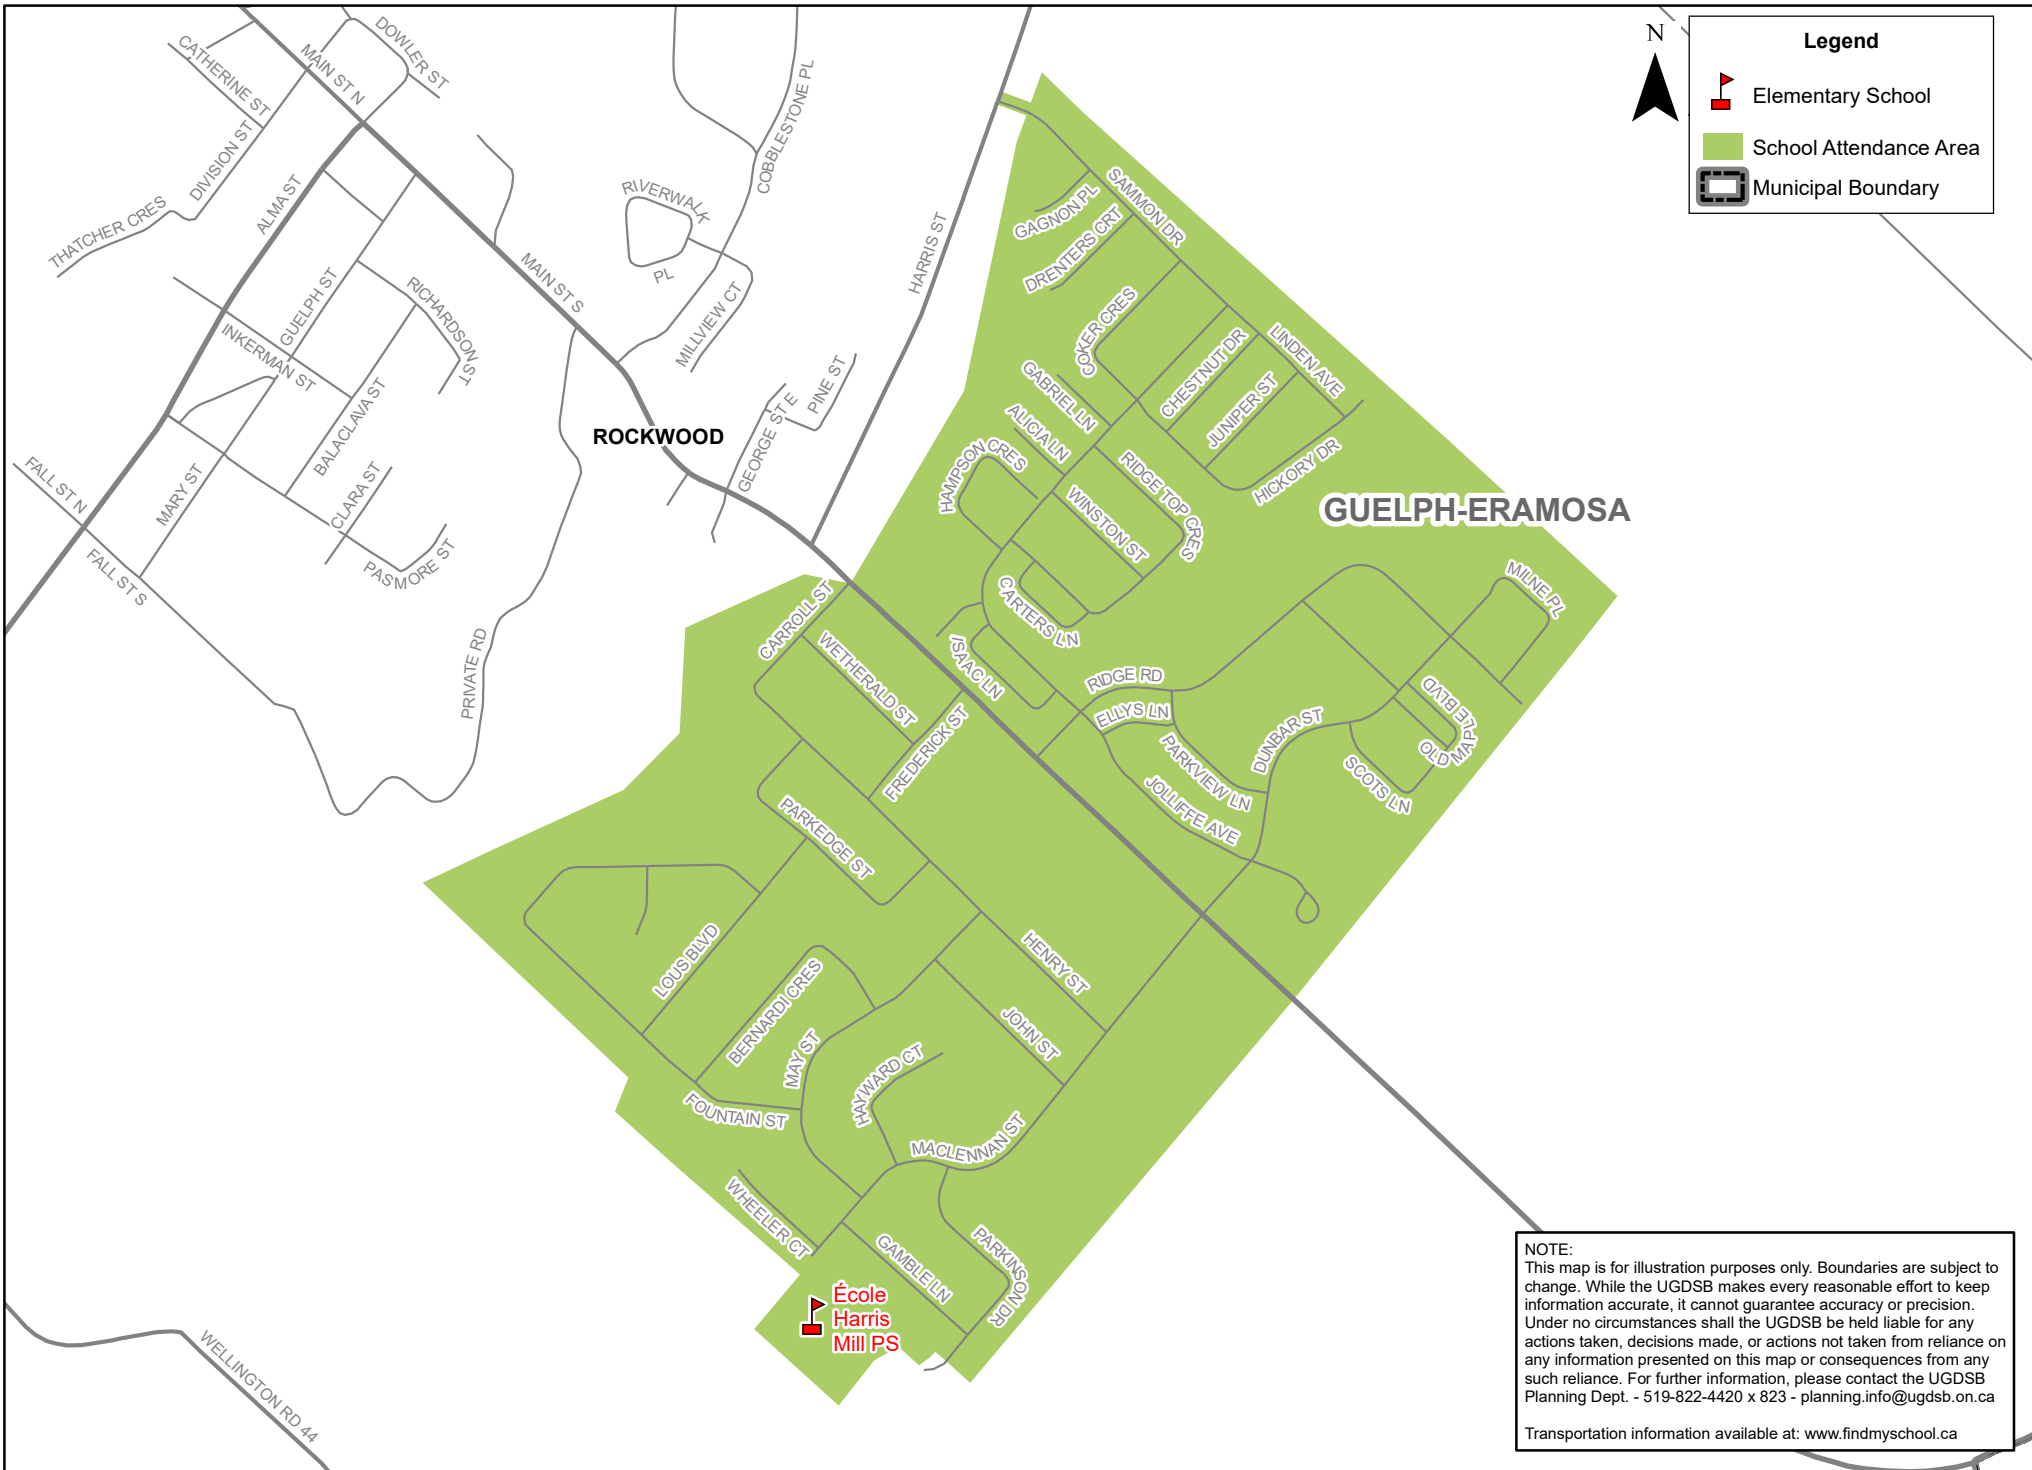 N
Legend
Elementary School
School Attendance Area
Municipal Boundary
CATHERINE ST
MAIN ST N
DOWLER ST
DIVISION ST
THATCHER CRES
ALMA ST
GUELPH ST
INKERMAN ST
RICHARDSON ST
BALACLAVA ST
MARY ST
CLARA ST
PASMORE ST
FALL ST N
FALL ST S
PRIVATE RD
MAIN ST S
RIVERWALK
PL
COBBLESTONE PL
MILLVIEW CT
HARRIS ST
PINE ST
GEORGE ST E
ROCKWOOD
GAGNON PL
SAMMON DR
DRENTERS CRT
COKER CRES
LINDEN AVE
CHESTNUT DR
JUNIPER ST
HICKORY DR
GABRIEL LN
ALICIA LN
HAMPSON CRES
RIDGE TOP CRES
WINSTON ST
GUELPH-ERAMOSA
CARTERS LN
ISAAC LN
MILNE PL
CARROLL ST
WETHERALD ST
FREDERICK ST
RIDGE RD
ELLYS LN
PARKVIEW LN
DUNBAR ST
JOLLIFFE AVE
OLD MAPLE BLVD
SCOTS LN
PARKEDGE ST
LOUS BLVD
BERNARDI CRES
HENRY ST
JOHN ST
MAY ST
HAYWARD CT
FOUNTAIN ST
MACLENNAN ST
WHEELER CT
GAMBLE LN
PARKINSON DR
École
Harris
Mill PS
WELLINGTON RD 44
NOTE:
This map is for illustration purposes only. Boundaries are subject to
change. While the UGDSB makes every reasonable effort to keep
information accurate, it cannot guarantee accuracy or precision.
Under no circumstances shall the UGDSB be held liable for any
actions taken, decisions made, or actions not taken from reliance on
any information presented on this map or consequences from any
such reliance. For further information, please contact the UGDSB
Planning Dept. - 519-822-4420 x 823 - planning.info@ugdsb.on.ca
Transportation information available at: www.findmyschool.ca